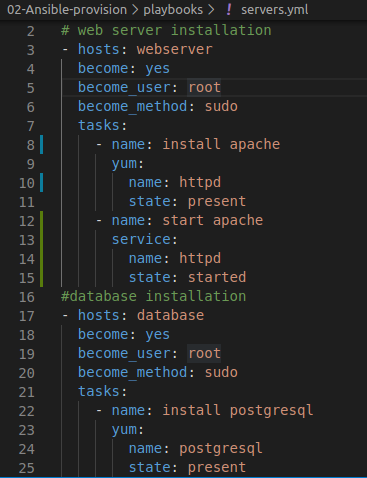 02-Ansible-provision > playbooks > ! servers.yml
2 # web server installation
3 - hosts: webserver
4   become: yes
5   become_user: root
6   become_method: sudo
7   tasks:
8     - name: install apache
9       yum:
10         name: httpd
11         state: present
12     - name: start apache
13       service:
14         name: httpd
15         state: started
16 #database installation
17 - hosts: database
18   become: yes
19   become_user: root
20   become_method: sudo
21   tasks:
22     - name: install postgresql
23       yum:
24         name: postgresql
25         state: present